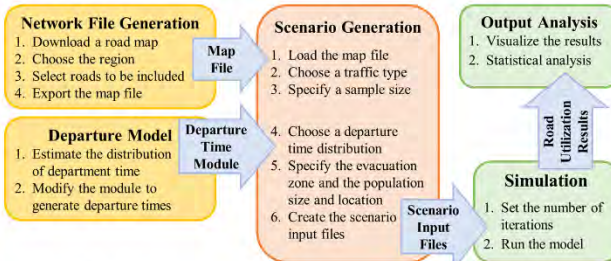 Network File Generation
1. Download a road map
2. Choose the region
3. Select roads to be included
4. Export the map file
Map
File
Departure Model
1. Estimate the distribution
of department time
2. Modify the module to
generate departure times
Departure
Time
Module
Scenario Generation
1. Load the map file
2. Choose a traffic type
3. Specify a sample size
4. Choose a departure
time distribution
5. Specify the evacuation
zone and the population
size and location
6. Create the scenario
input files
Scenario
Input
Files
Output Analysis
1. Visualize the results
2. Statistical analysis
Road
Utilization
Results
Simulation
1. Set the number of
iterations
2. Run the model